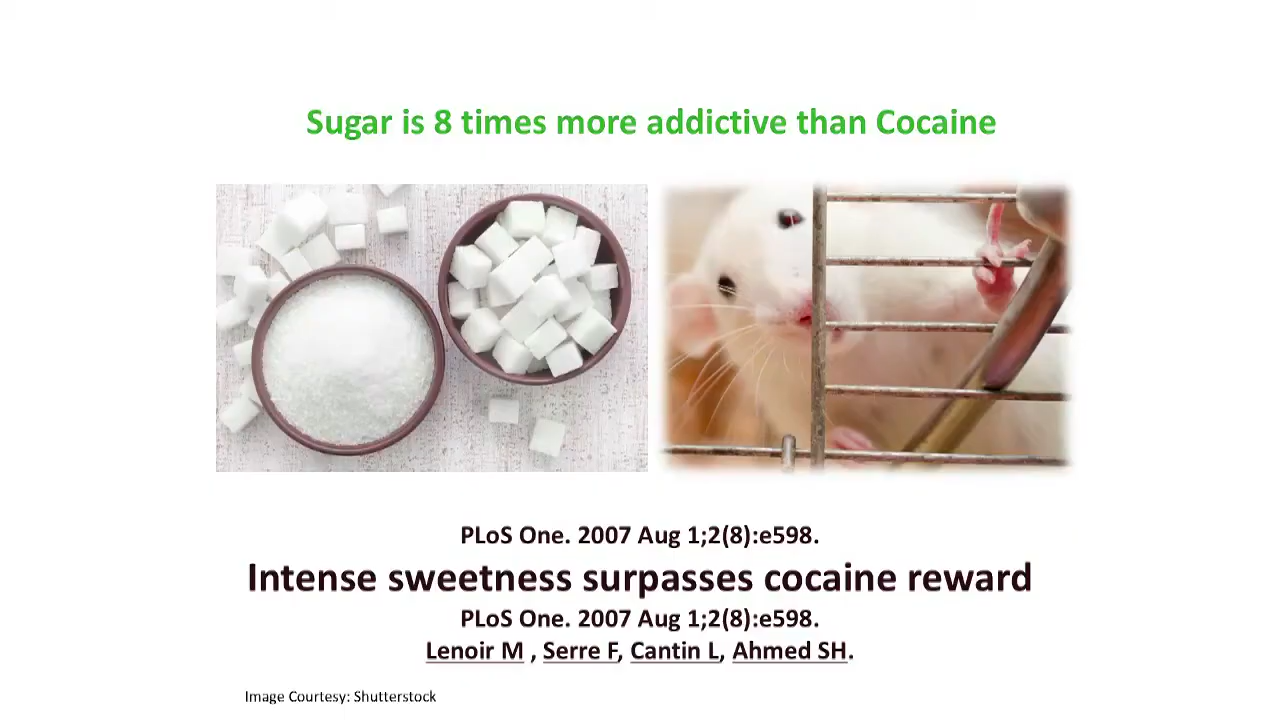 Sugar is 8 times more addictive than Cocaine
PLoS One. 2007 Aug 1;2(8):e598.
Intense sweetness surpasses cocaine reward
PLoS One. 2007 Aug 1;2(8):e598.
Lenoir M , Serre F, Cantin L, Ahmed SH.
Image Courtesy: Shutterstock